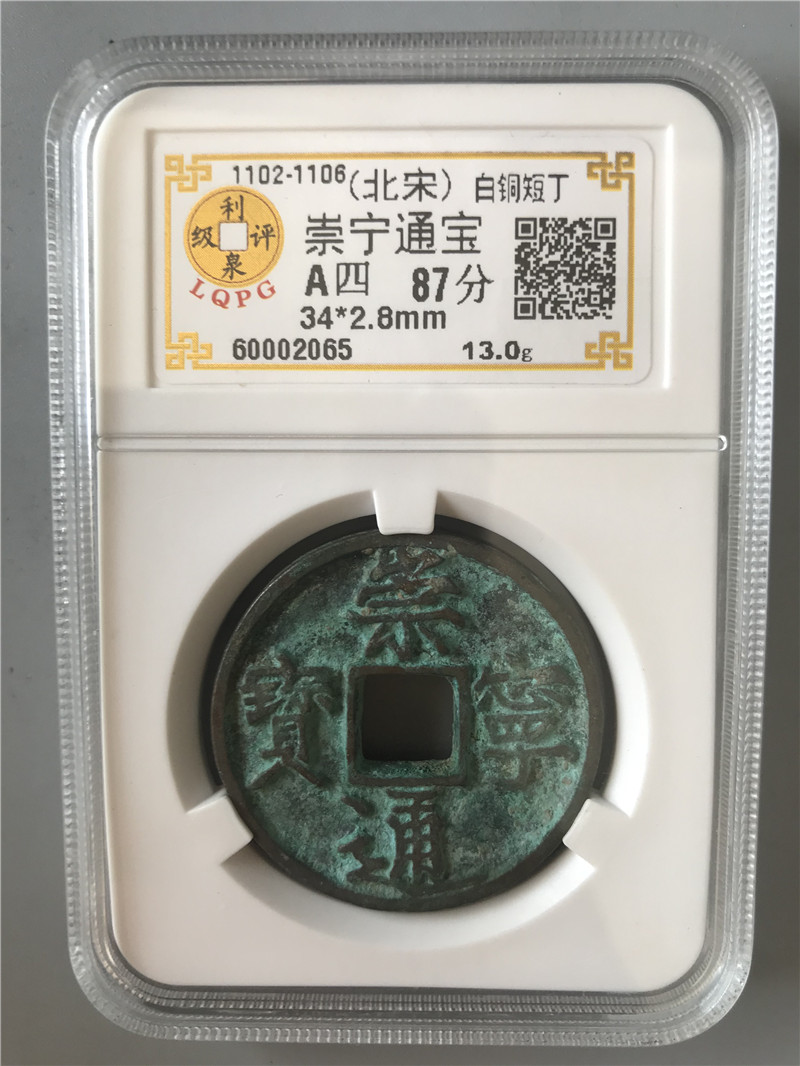 1102-1106(北宋) 白铜短丁
利泉评级
LQPG
崇宁通宝
A四 87分
34*2.8mm
60002065 13.0g
崇寧通寳